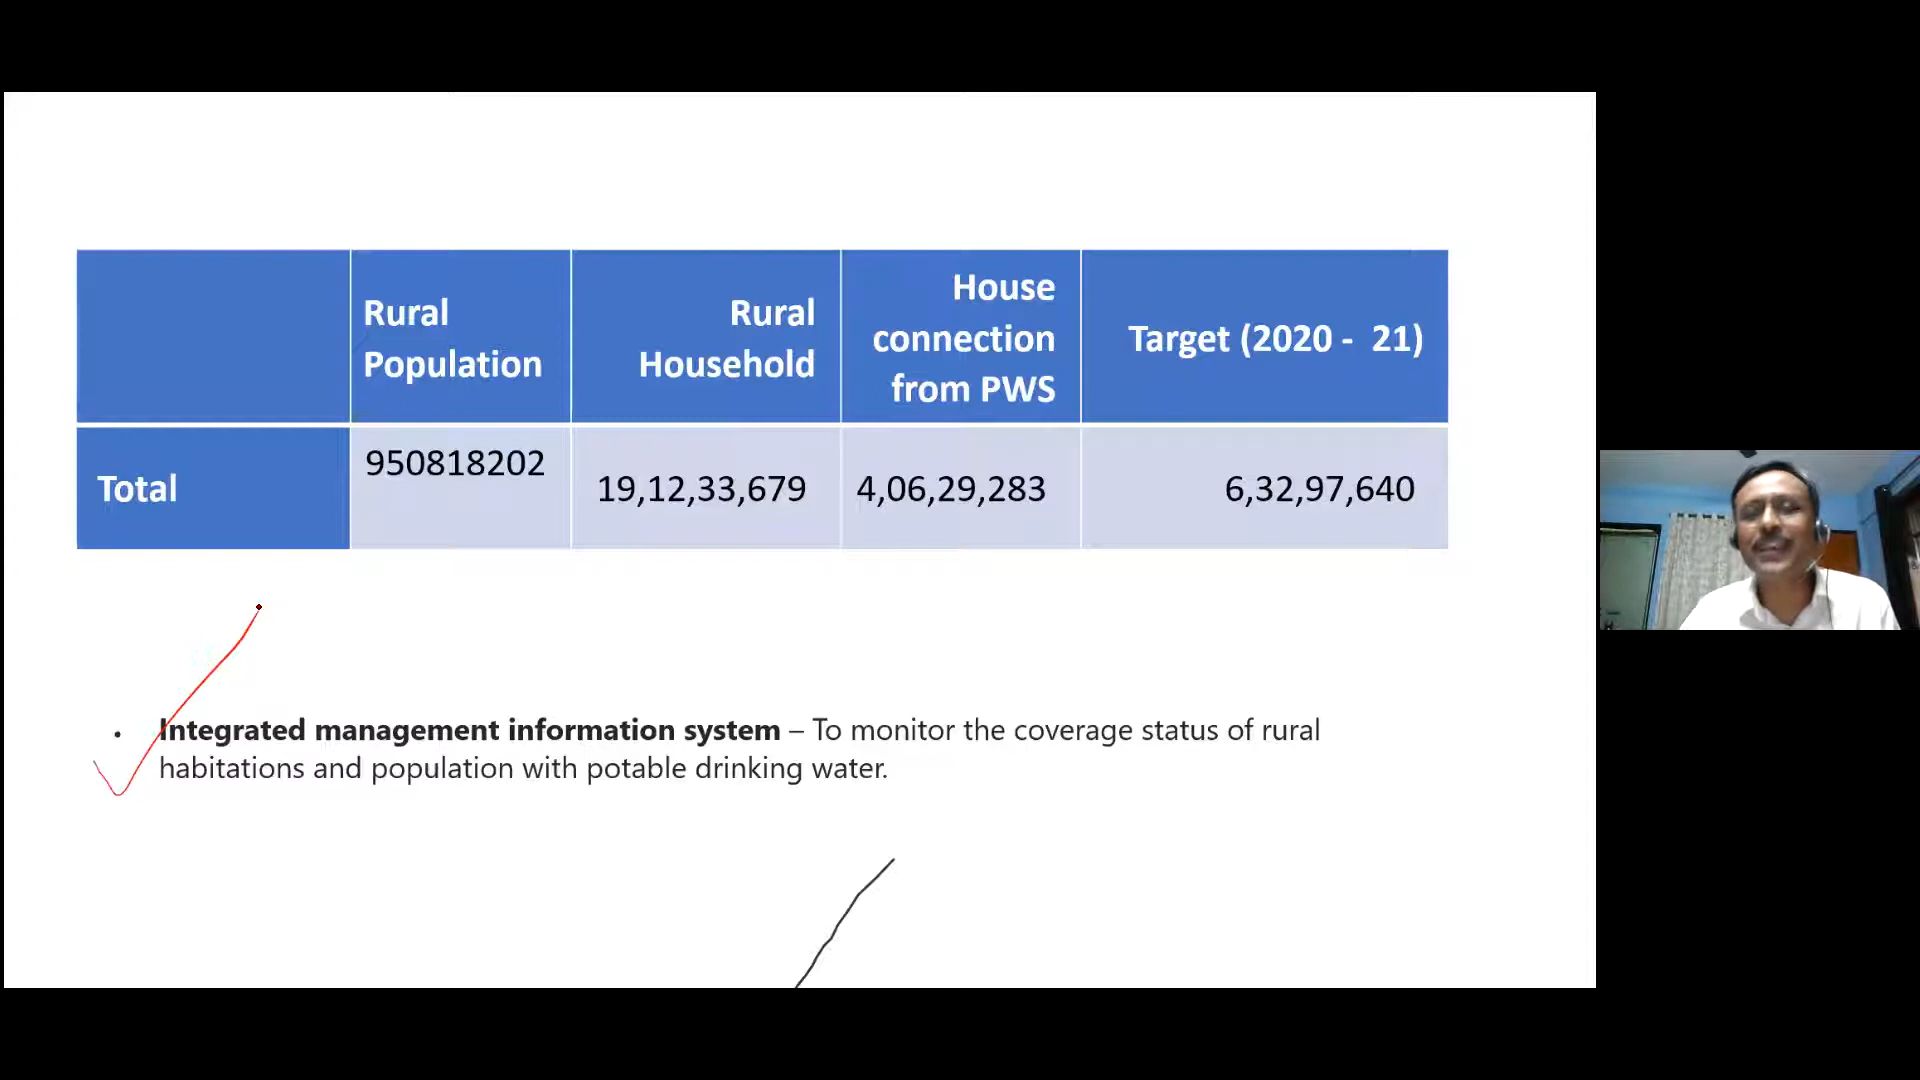 Rural
Population
Rural
Household
House
connection
from PWS
Target (2020 - 21)
Total
950818202
19,12,33,679
4,06,29,283
6,32,97,640
• Integrated management information system – To monitor the coverage status of rural
habitations and population with potable drinking water.